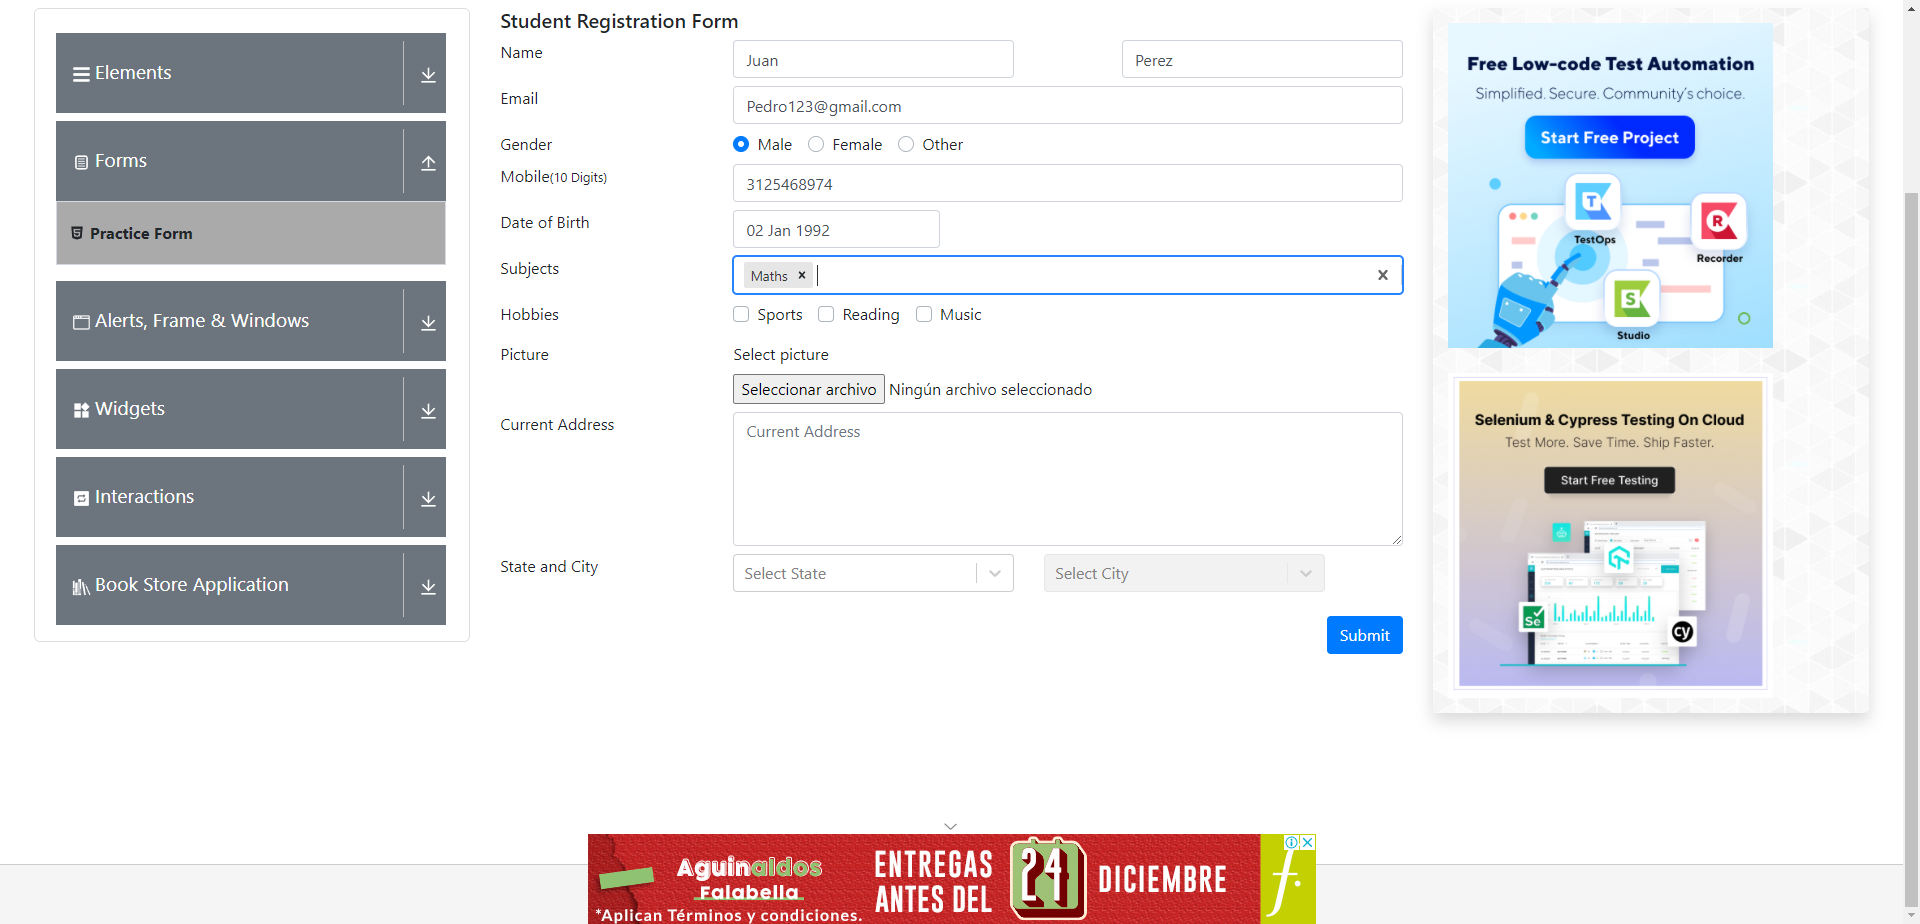 Elements
Forms
Practice Form
Alerts, Frame & Windows
Widgets
Interactions
Book Store Application
Student Registration Form
Name
Juan
Perez
Email
Pedro123@gmail.com
Gender
Male
Female
Other
Mobile(10 Digits)
3125468974
Date of Birth
02 Jan 1992
Subjects
Maths
Hobbies
Sports
Reading
Music
Picture
Select picture
Seleccionar archivo Ningún archivo seleccionado
Current Address
Current Address
State and City
Select State
Select City
Submit
Free Low-code Test Automation
Simplified. Secure. Community's choice.
Start Free Project
T
TestOps
R
Recorder
S
Studio
Selenium & Cypress Testing On Cloud
Test More. Save Time. Ship Faster.
Start Free Testing
Se
cy
Aguinaldos
Falabella
*Aplican Términos y condiciones.
ENTREGAS
ANTES DEL
24
DICIEMBRE
f.